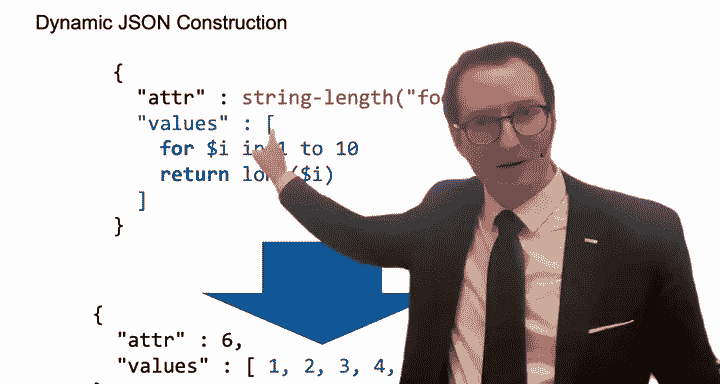 Dynamic JSON Construction
{
"attr" : string-length("foo
"values" : [
for $i in 1 to 10
return ($i)
]
}
{
"attr" : 6,
"values" : [ 1, 2, 3, 4,